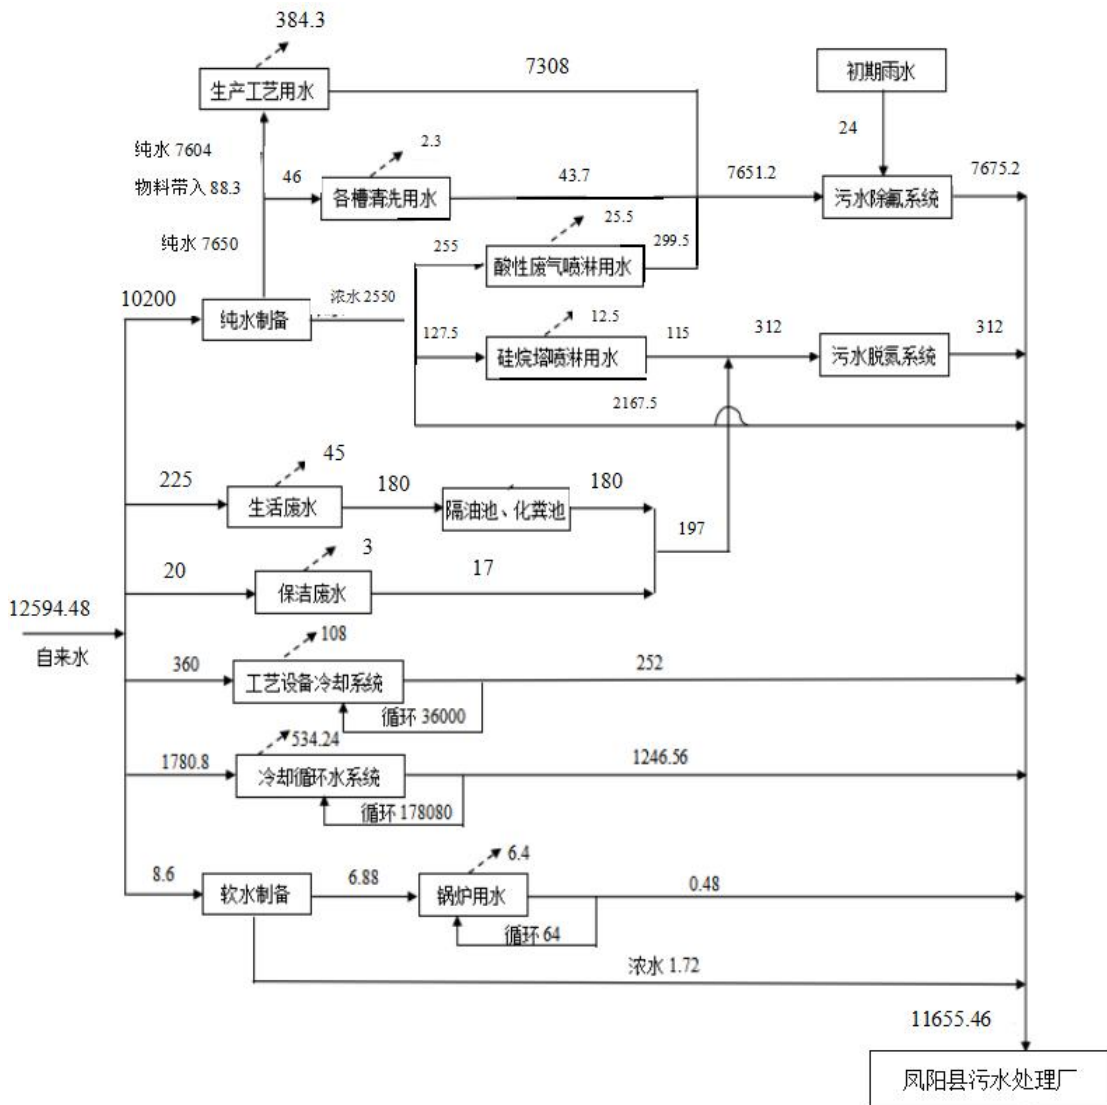 384.3
生产工艺用水
7308
初期雨水
24
纯水 7604
物料带入 88.3
46
2.3
各槽清洗用水
43.7
7651.2
污水除氟系统
7675.2
纯水 7650
255
25.5
酸性废气喷淋用水
299.5
10200
纯水制备
浓水 2550
127.5
12.5
硅烷塔喷淋用水
115
312
污水脱氮系统
312
2167.5
225
45
生活废水
180
隔油池、化粪池
180
197
20
3
保洁废水
17
12594.48
自来水
360
108
工艺设备冷却系统
252
循环 36000
1780.8
534.24
冷却循环水系统
1246.56
循环 178080
8.6
软水制备
6.88
6.4
锅炉用水
0.48
循环 64
浓水 1.72
11655.46
凤阳县污水处理厂